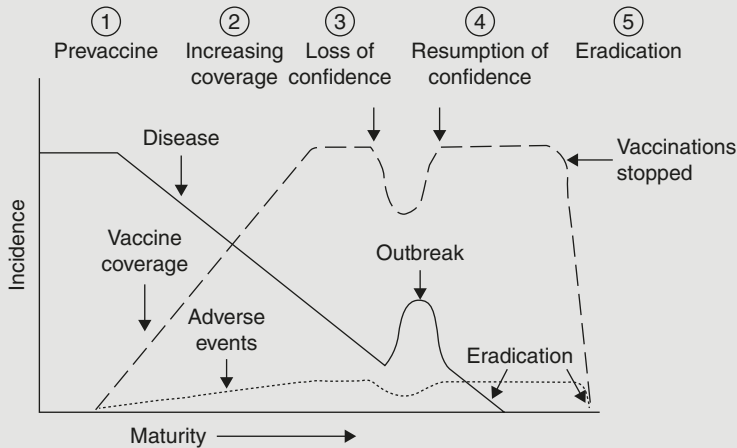 1
Prevaccine
2
Increasing
coverage
3
Loss of
confidence
4
Resumption of
confidence
5
Eradication
Disease
Vaccinations
stopped
Vaccine
coverage
Outbreak
Adverse
events
Eradication
Incidence
Maturity